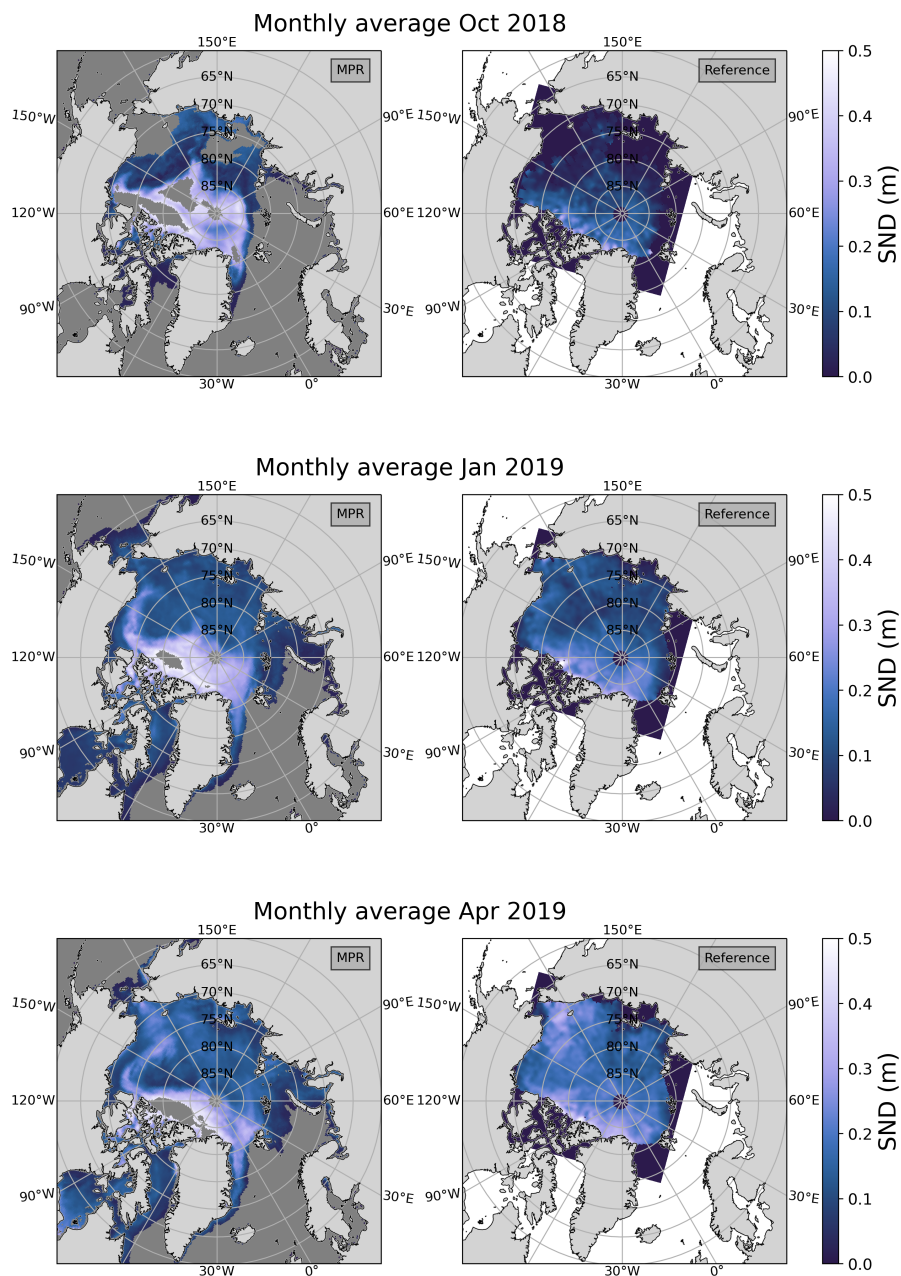 Monthly average Oct 2018
150°E 150°E
65°N 65°N
MPR Reference
0.5
70°N 70°N
150°W 90°E 150°W 90°E
75°N 75°N
0.4
80°N 80°N
85°N 85°N
0.3
120°W 60°E 120°W 60°E
SND (m)
0.2
90°W 30°E 90°W 30°E
0.1
30°W 0° 30°W 0°
0.0
Monthly average Jan 2019
150°E 150°E
65°N 65°N
MPR Reference
0.5
70°N 70°N
150°W 90°E 150°W 90°E
75°N 75°N
0.4
80°N 80°N
85°N 85°N
0.3
120°W 60°E 120°W 60°E
SND (m)
0.2
90°W 30°E 90°W 30°E
0.1
30°W 0° 30°W 0°
0.0
Monthly average Apr 2019
150°E 150°E
65°N 65°N
MPR Reference
0.5
70°N 70°N
150°W 90°E 150°W 90°E
75°N 75°N
0.4
80°N 80°N
85°N 85°N
0.3
120°W 60°E 120°W 60°E
SND (m)
0.2
90°W 30°E 90°W 30°E
0.1
30°W 0° 30°W 0°
0.0